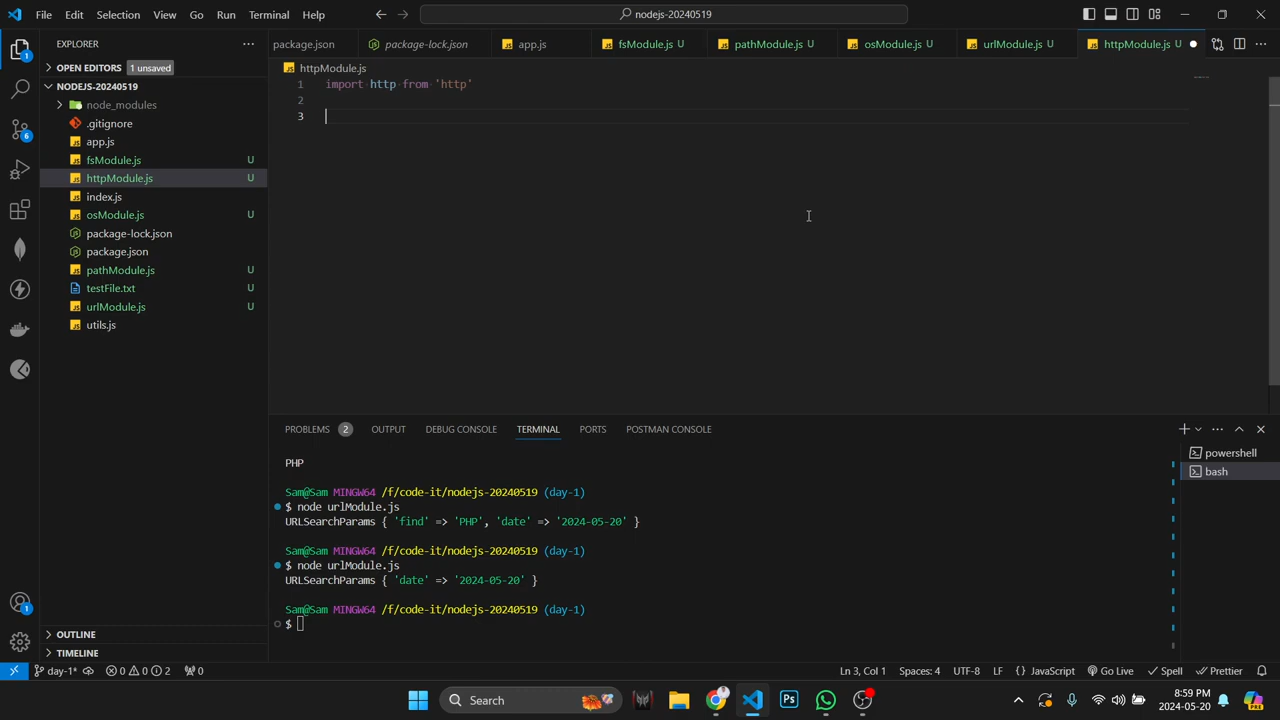 File Edit Selection View Go Run Terminal Help
nodejs-20240519
EXPLORER
OPEN EDITORS 1 unsaved
NODEJS-20240519
node_modules
.gitignore
app.js
fsModule.js U
httpModule.js U
index.js
osModule.js U
package-lock.json
package.json
pathModule.js U
testFile.txt U
urlModule.js U
utils.js
OUTLINE
TIMELINE
package.json package-lock.json app.js fsModule.js U pathModule.js U osModule.js U urlModule.js U httpModule.js U
httpModule.js
1 import http from 'http'
2
3
PROBLEMS 2 OUTPUT DEBUG CONSOLE TERMINAL PORTS POSTMAN CONSOLE
powershell
bash
PHP
Sam@Sam MINGW64 /f/code-it/nodejs-20240519 (day-1)
$ node urlModule.js
URLSearchParams { 'find' => 'PHP', 'date' => '2024-05-20' }
Sam@Sam MINGW64 /f/code-it/nodejs-20240519 (day-1)
$ node urlModule.js
URLSearchParams { 'date' => '2024-05-20' }
Sam@Sam MINGW64 /f/code-it/nodejs-20240519 (day-1)
$
day-1* 0 0 2 0 Ln 3, Col 1 Spaces: 4 UTF-8 LF {} JavaScript Go Live Spell Prettier
Search
Ps
8:59 PM
2024-05-20